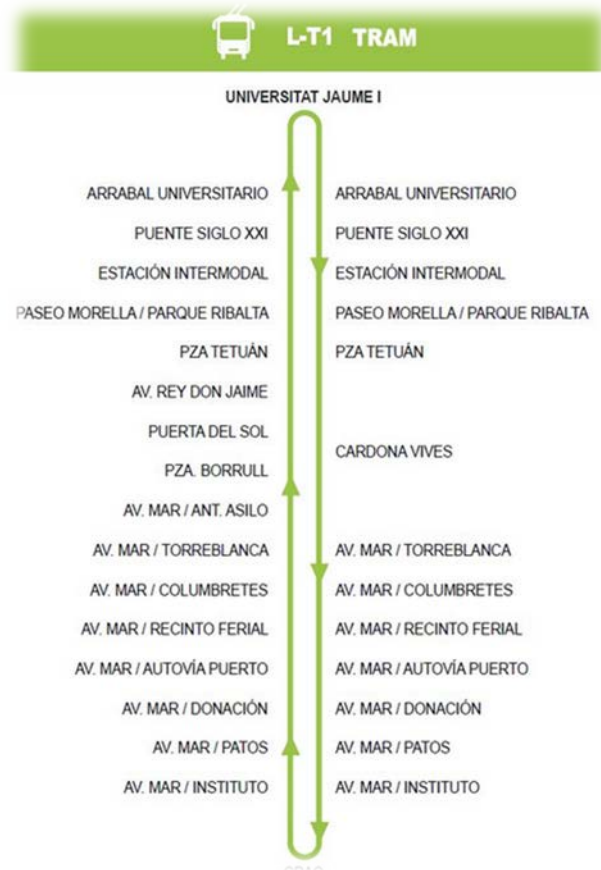 L-T1 TRAM
UNIVERSITAT JAUME I
ARRABAL UNIVERSITARIO ARRABAL UNIVERSITARIO
PUENTE SIGLO XXI PUENTE SIGLO XXI
ESTACIÓN INTERMODAL ESTACIÓN INTERMODAL
PASEO MORELLA / PARQUE RIBALTA PASEO MORELLA / PARQUE RIBALTA
PZA TETUÁN PZA TETUÁN
AV. REY DON JAIME
PUERTA DEL SOL
CARDONA VIVES
PZA. BORRULL
AV. MAR / ANT. ASILO
AV. MAR / TORREBLANCA AV. MAR / TORREBLANCA
AV. MAR / COLUMBRETES AV. MAR / COLUMBRETES
AV. MAR / RECINTO FERIAL AV. MAR / RECINTO FERIAL
AV. MAR / AUTOVÍA PUERTO AV. MAR / AUTOVÍA PUERTO
AV. MAR / DONACIÓN AV. MAR / DONACIÓN
AV. MAR / PATOS AV. MAR / PATOS
AV. MAR / INSTITUTO AV. MAR / INSTITUTO